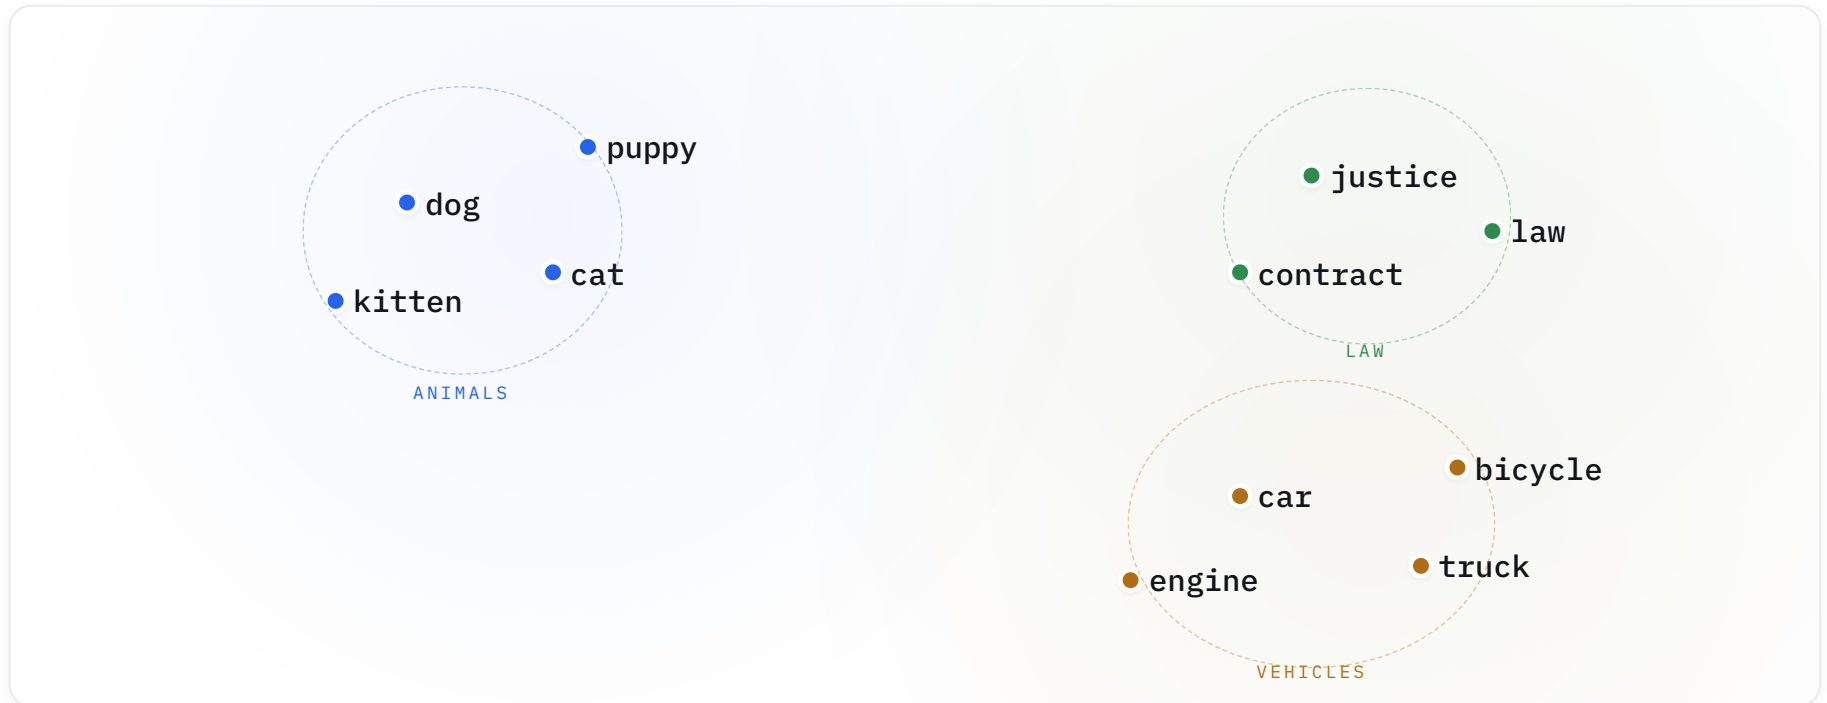 puppy
dog
cat
kitten
ANIMALS
justice
law
contract
LAW
bicycle
car
truck
engine
VEHICLES